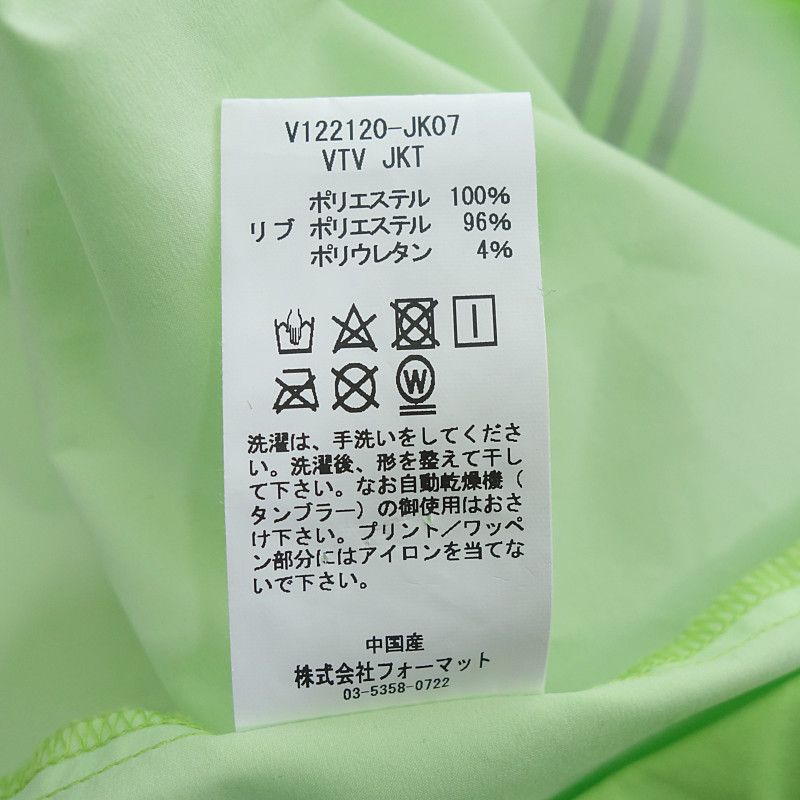 V122120-JK07
VTV JKT
ポリエステル 100%
リブ ポリエステル 96%
ポリウレタン 4%
W
洗濯は、手洗いをしてくださ
い。洗濯後、形を整えて干し
て下さい。なお自動乾燥機（
タンブラー）の御使用はおさ
け下さい。プリント／ワッペ
ン部分にはアイロンを当てな
いで下さい。
中国産
株式会社フォーマット
03-5358-0722